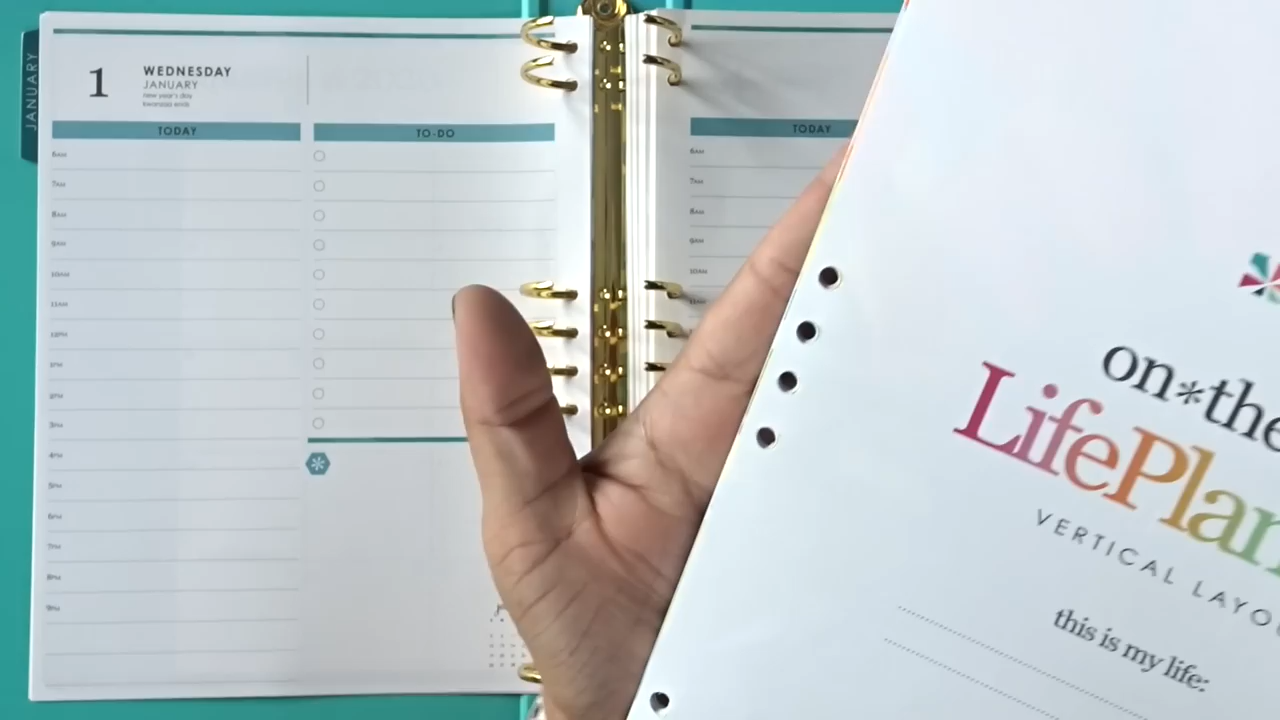 JANUARY
1
WEDNESDAY
JANUARY
new year's day
kwanzaa ends
TODAY
TO-DO
6AM
7AM
8AM
9AM
10AM
11AM
12PM
1PM
2PM
3PM
4PM
5PM
6PM
7PM
8PM
9PM
TODAY
6AM
7AM
8AM
9AM
10AM
on*the
LifePlan
VERTICAL LAYO
this is my life: